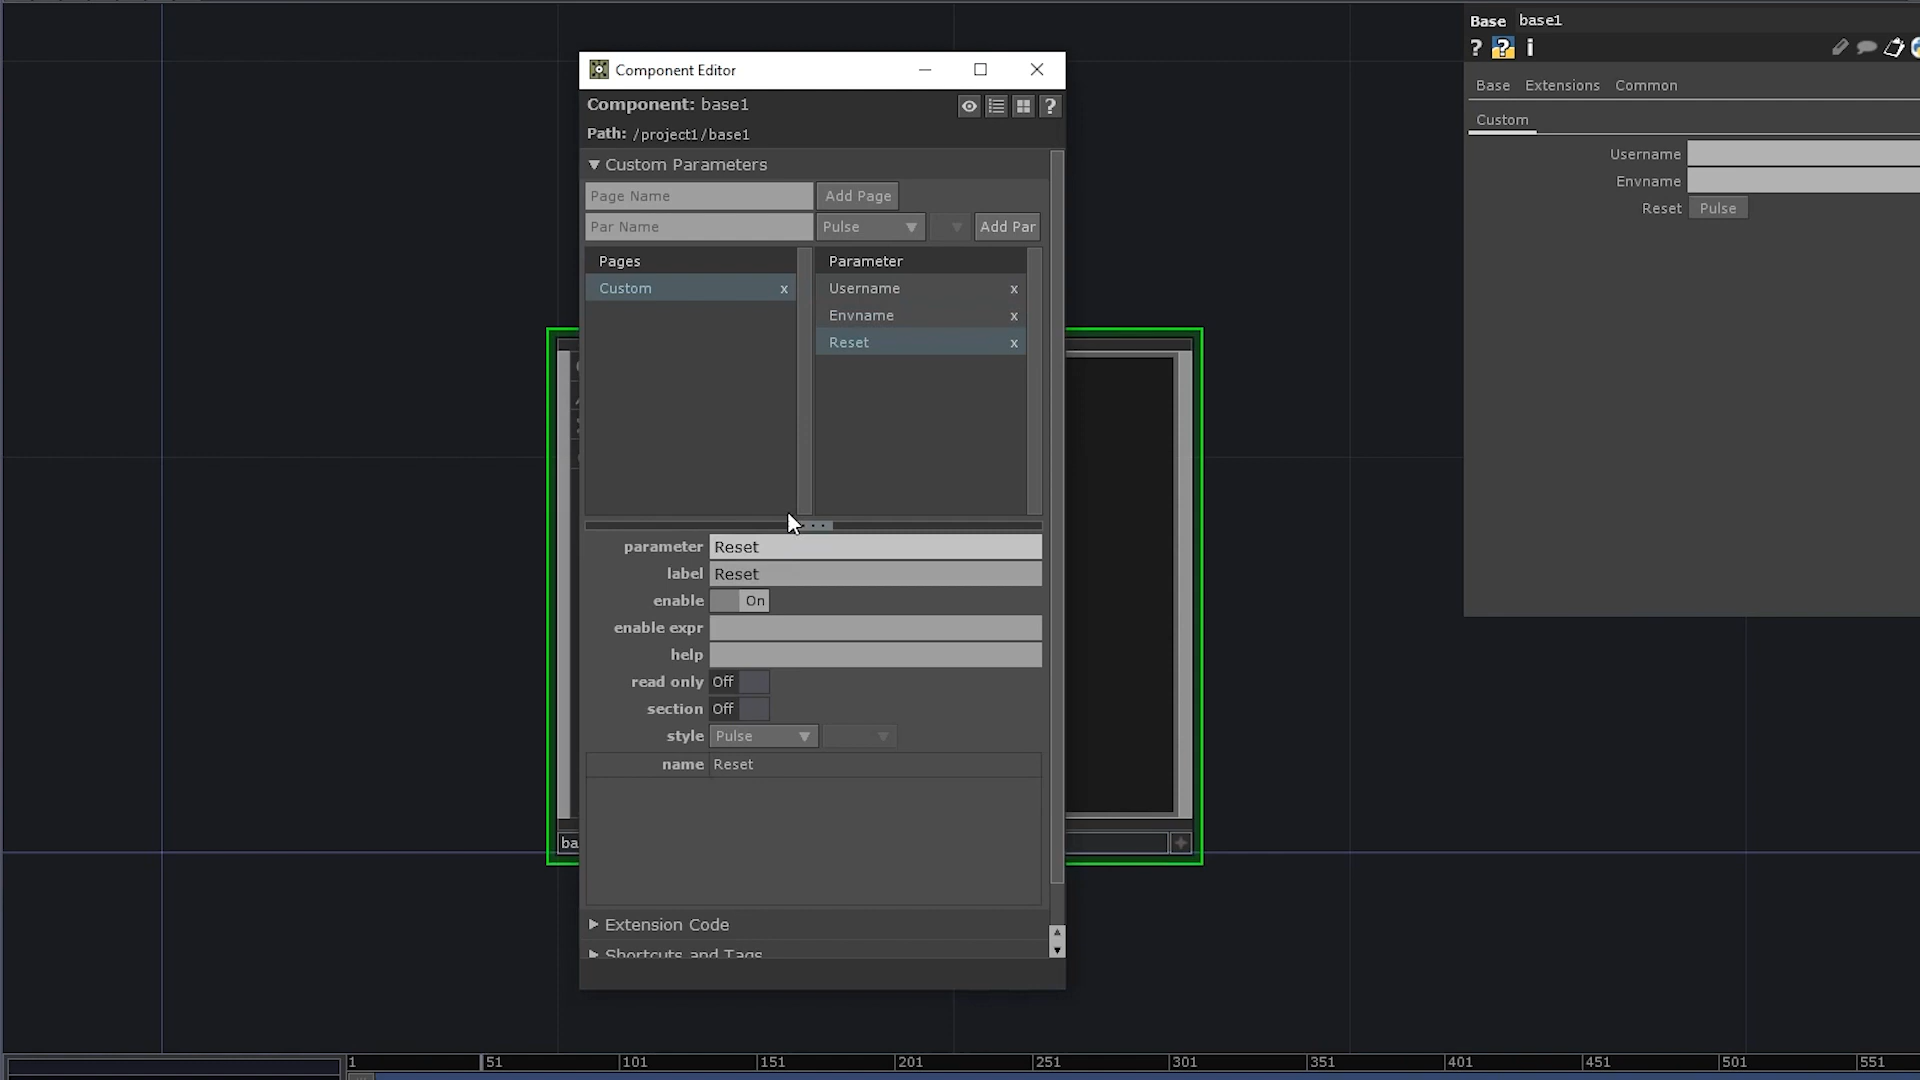 Component Editor
Component: base1
Path: /project1/base1
Custom Parameters
Page Name
Add Page
Par Name
Pulse
Add Par
Pages
Custom
x
Parameter
Username
x
Envname
x
Reset
x
parameter
Reset
label
Reset
enable
On
enable expr
help
read only
Off
section
Off
style
Pulse
name
Reset
Extension Code
Shortcuts and Tags
ba
Base base1
? ? i
Base Extensions Common
Custom
Username
Envname
Reset
Pulse
1 51 101 151 201 251 301 351 401 451 501 551